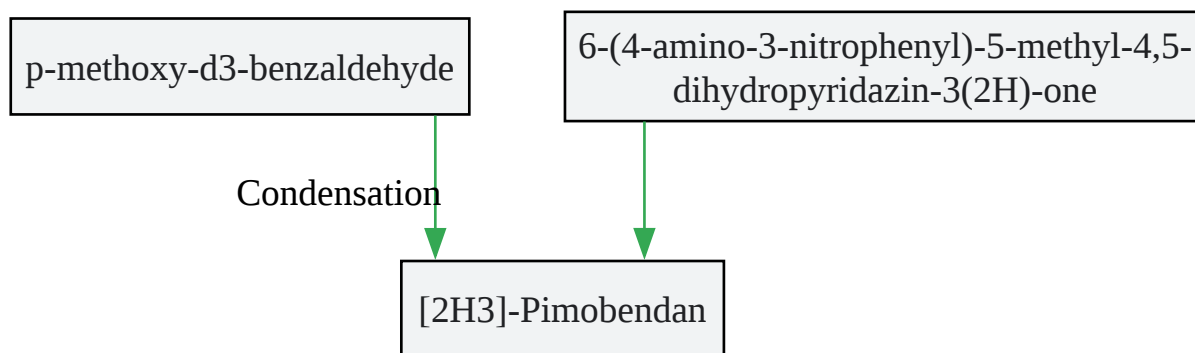 p-methoxy-d3-benzaldehyde
6-(4-amino-3-nitrophenyl)-5-methyl-4,5-
dihydropyridazin-3(2H)-one
Condensation
[2H3]-Pimobendan